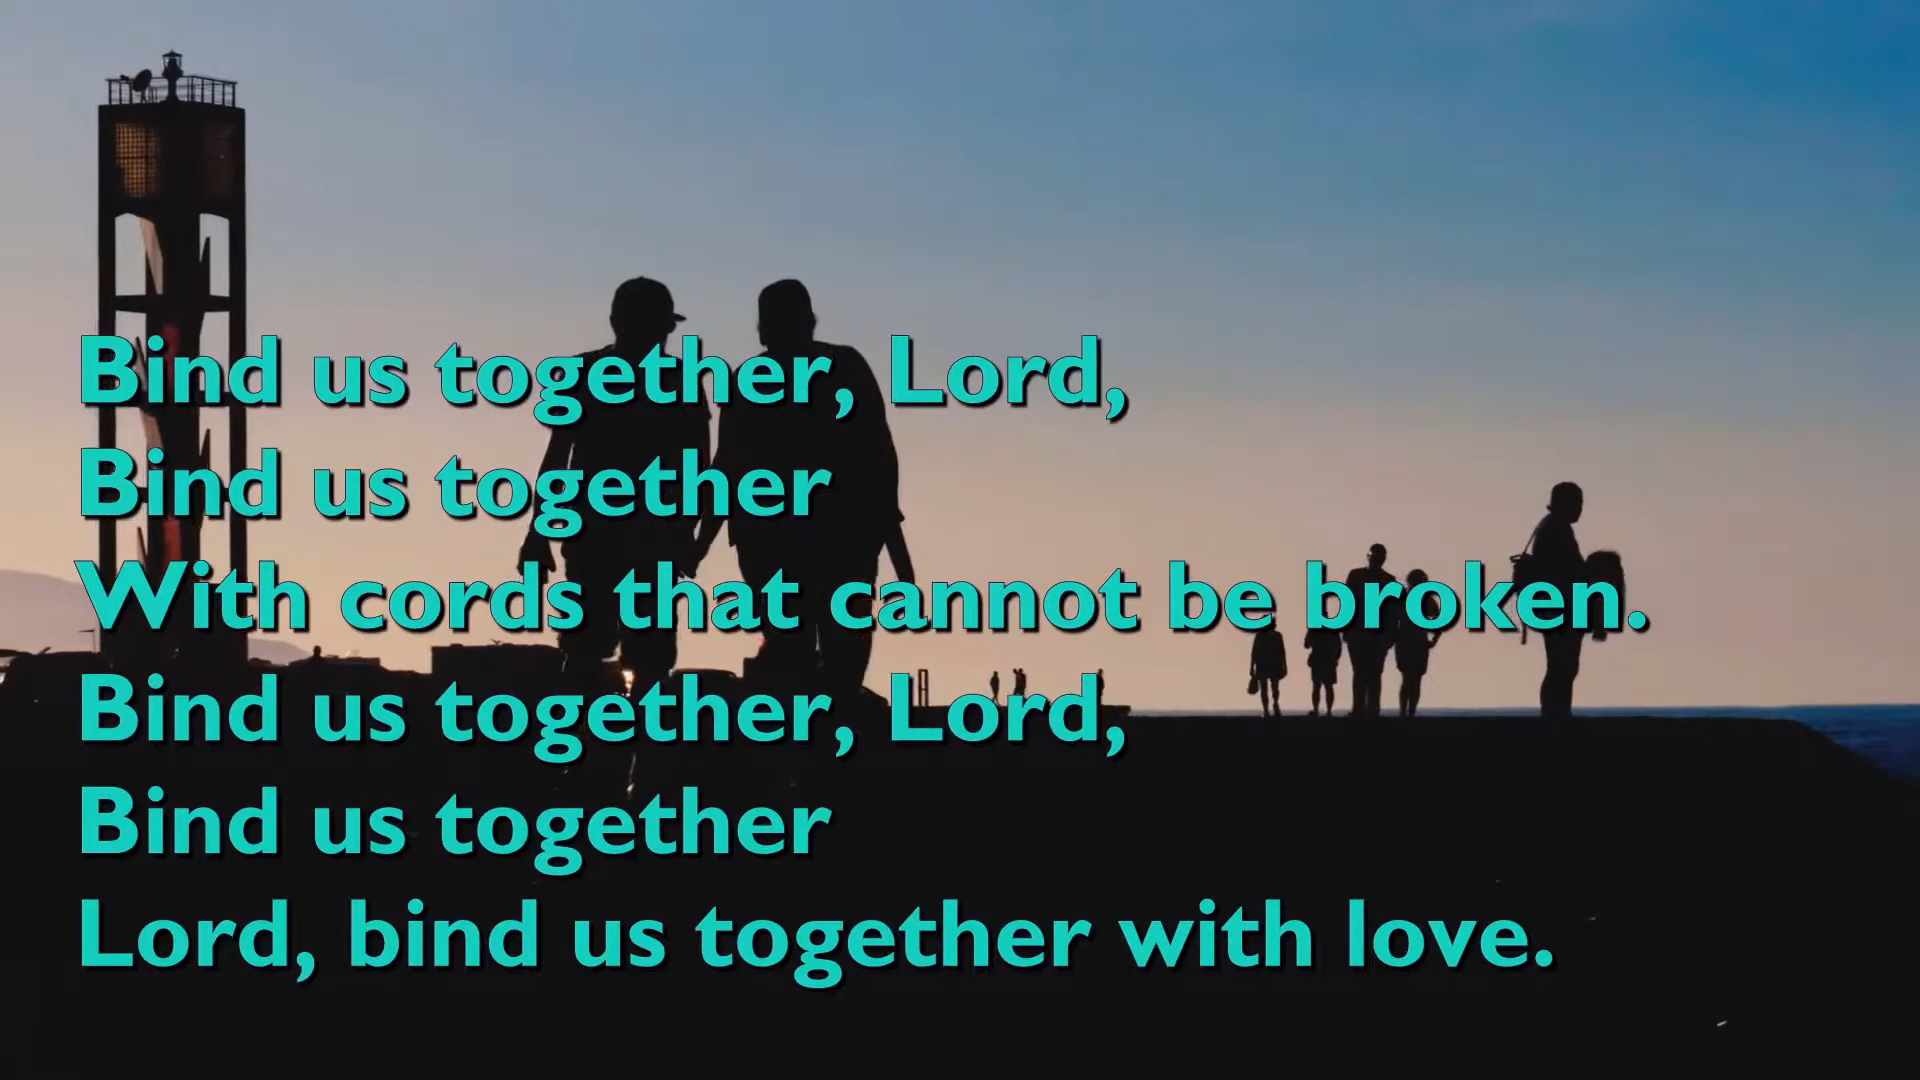 Bind us together, Lord,
Bind us together
With cords that cannot be broken.
Bind us together, Lord,
Bind us together
Lord, bind us together with love.